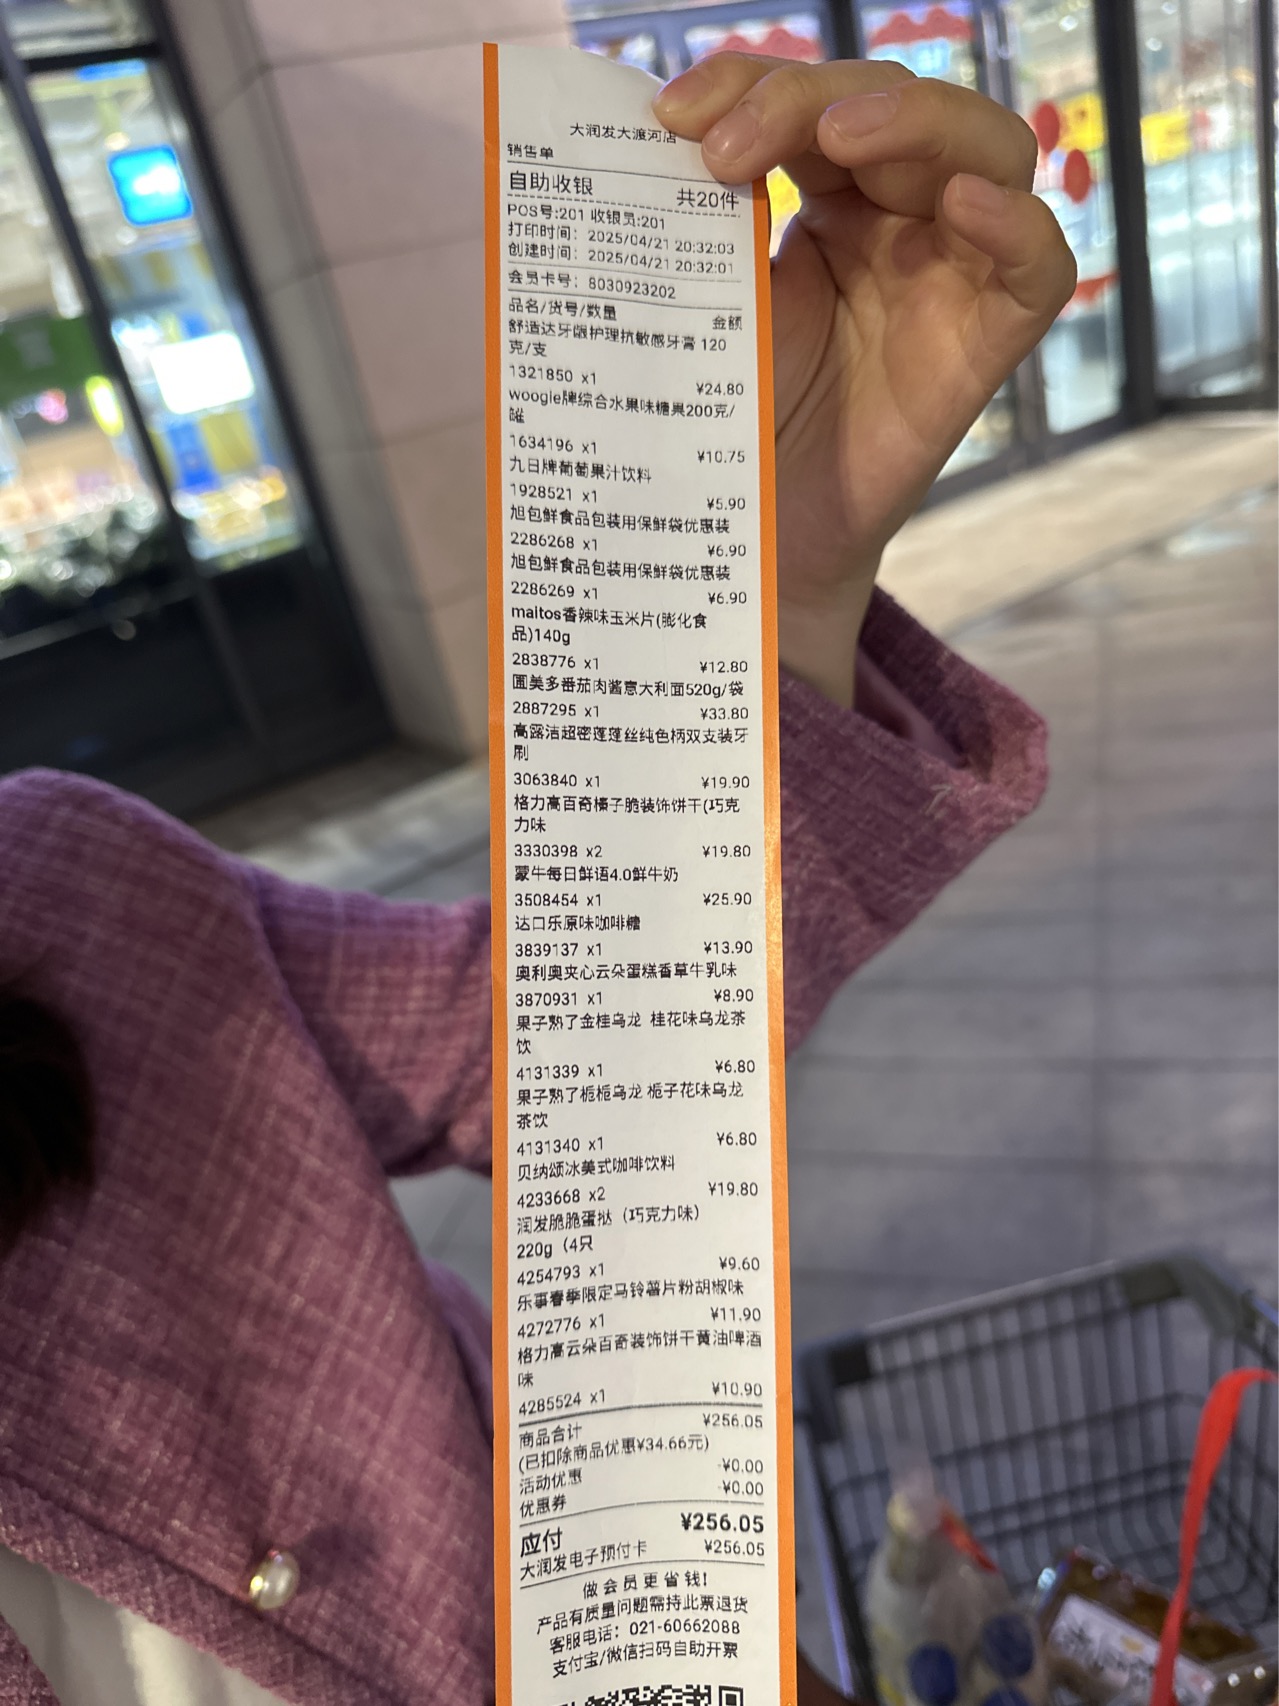 大润发大渡河店
销售单
自助收银 共20件
POS号:201 收银员:201
打印时间： 2025/04/21 20:32:03
创建时间： 2025/04/21 20:32:01
会员卡号：8030923202
品名/货号/数量 金额
舒适达牙龈护理抗敏感牙膏 120
克/支
1321850 x1 ¥24.80
woogie牌综合水果味糖果200克/
罐
1634196 x1 ¥10.75
九日牌葡萄果汁饮料
1928521 x1 ¥5.90
旭包鲜食品包装用保鲜袋优惠装
2286268 x1 ¥6.90
旭包鲜食品包装用保鲜袋优惠装
2286269 x1 ¥6.90
maltos香辣味玉米片(膨化食
品)140g
2838776 x1 ¥12.80
圃美多番茄肉酱意大利面520g/袋
2887295 x1 ¥33.80
高露洁超密蓬蓬丝纯色柄双支装牙
刷
3063840 x1 ¥19.90
格力高百奇榛子脆装饰饼干(巧克
力味
3330398 x2 ¥19.80
蒙牛每日鲜语4.0鲜牛奶
3508454 x1 ¥25.90
达口乐原味咖啡糖
3839137 x1 ¥13.90
奥利奥夹心云朵蛋糕香草牛乳味
3870931 x1 ¥8.90
果子熟了金桂乌龙 桂花味乌龙茶
饮
4131339 x1 ¥6.80
果子熟了栀栀乌龙 栀子花味乌龙
茶饮
4131340 x1 ¥6.80
贝纳颂冰美式咖啡饮料
4233668 x2 ¥19.80
润发脆脆蛋挞（巧克力味）
220g（4只
4254793 x1 ¥9.60
乐事春季限定马铃薯片粉胡椒味
4272776 x1 ¥11.90
格力高云朵百奇装饰饼干黄油啤酒
味
4285524 x1 ¥10.90
商品合计 ¥256.05
(已扣除商品优惠¥34.66元)
活动优惠 -¥0.00
优惠券 -¥0.00
应付 ¥256.05
大润发电子预付卡 ¥256.05
做会员更省钱!
产品有质量问题需持此票退货
客服电话：021-60662088
支付宝/微信扫码自助开票